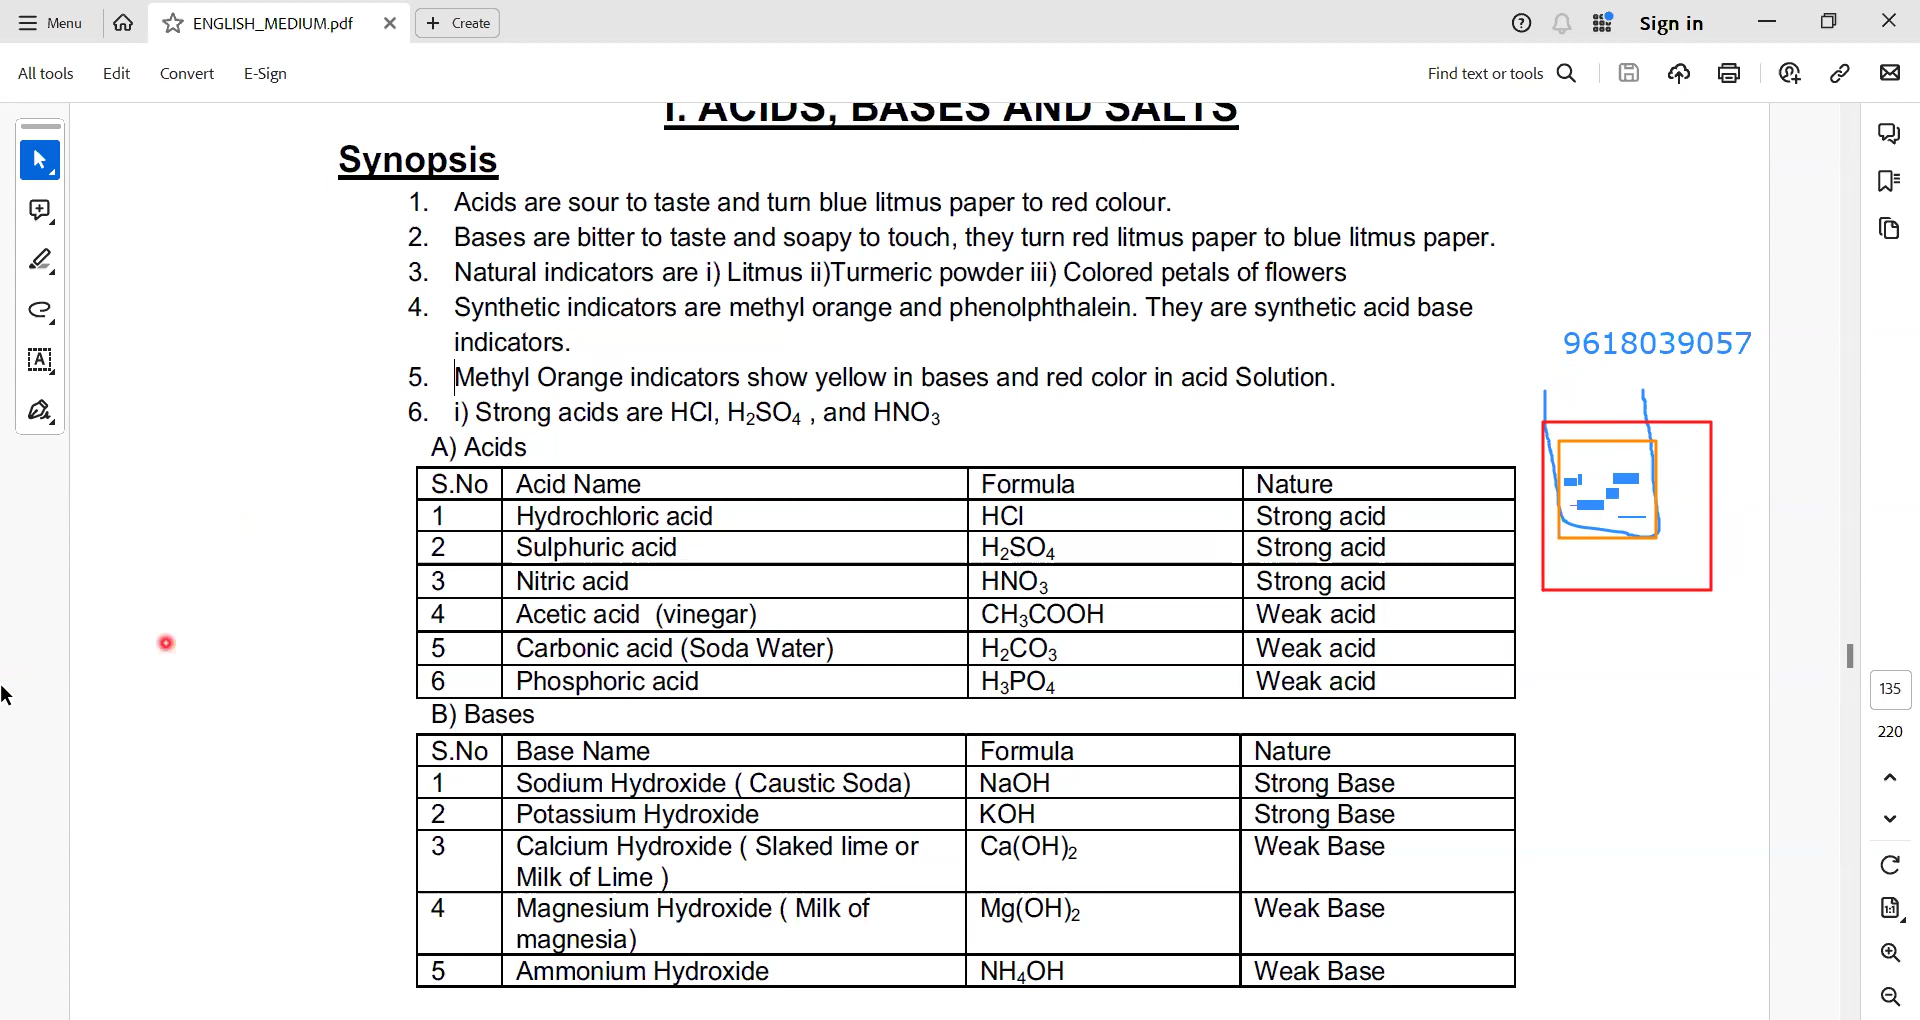 Menu
ENGLISH_MEDIUM.pdf
Create
Sign in
All tools
Edit
Convert
E-Sign
Find text or tools
I. ACIDS, BASES AND SALTS
Synopsis
1. Acids are sour to taste and turn blue litmus paper to red colour.
2. Bases are bitter to taste and soapy to touch, they turn red litmus paper to blue litmus paper.
3. Natural indicators are i) Litmus ii)Turmeric powder iii) Colored petals of flowers
4. Synthetic indicators are methyl orange and phenolphthalein. They are synthetic acid base
indicators.
9618039057
5. Methyl Orange indicators show yellow in bases and red color in acid Solution.
6. i) Strong acids are HCl, H₂SO₄ , and HNO₃
A) Acids
S.No Acid Name Formula Nature
1 Hydrochloric acid HCl Strong acid
2 Sulphuric acid H₂SO₄ Strong acid
3 Nitric acid HNO₃ Strong acid
4 Acetic acid (vinegar) CH₃COOH Weak acid
5 Carbonic acid (Soda Water) H₂CO₃ Weak acid
6 Phosphoric acid H₃PO₄ Weak acid
B) Bases
S.No Base Name Formula Nature
1 Sodium Hydroxide ( Caustic Soda) NaOH Strong Base
2 Potassium Hydroxide KOH Strong Base
3 Calcium Hydroxide ( Slaked lime or Ca(OH)₂ Weak Base
Milk of Lime )
4 Magnesium Hydroxide ( Milk of Mg(OH)₂ Weak Base
magnesia)
5 Ammonium Hydroxide NH₄OH Weak Base
135
220